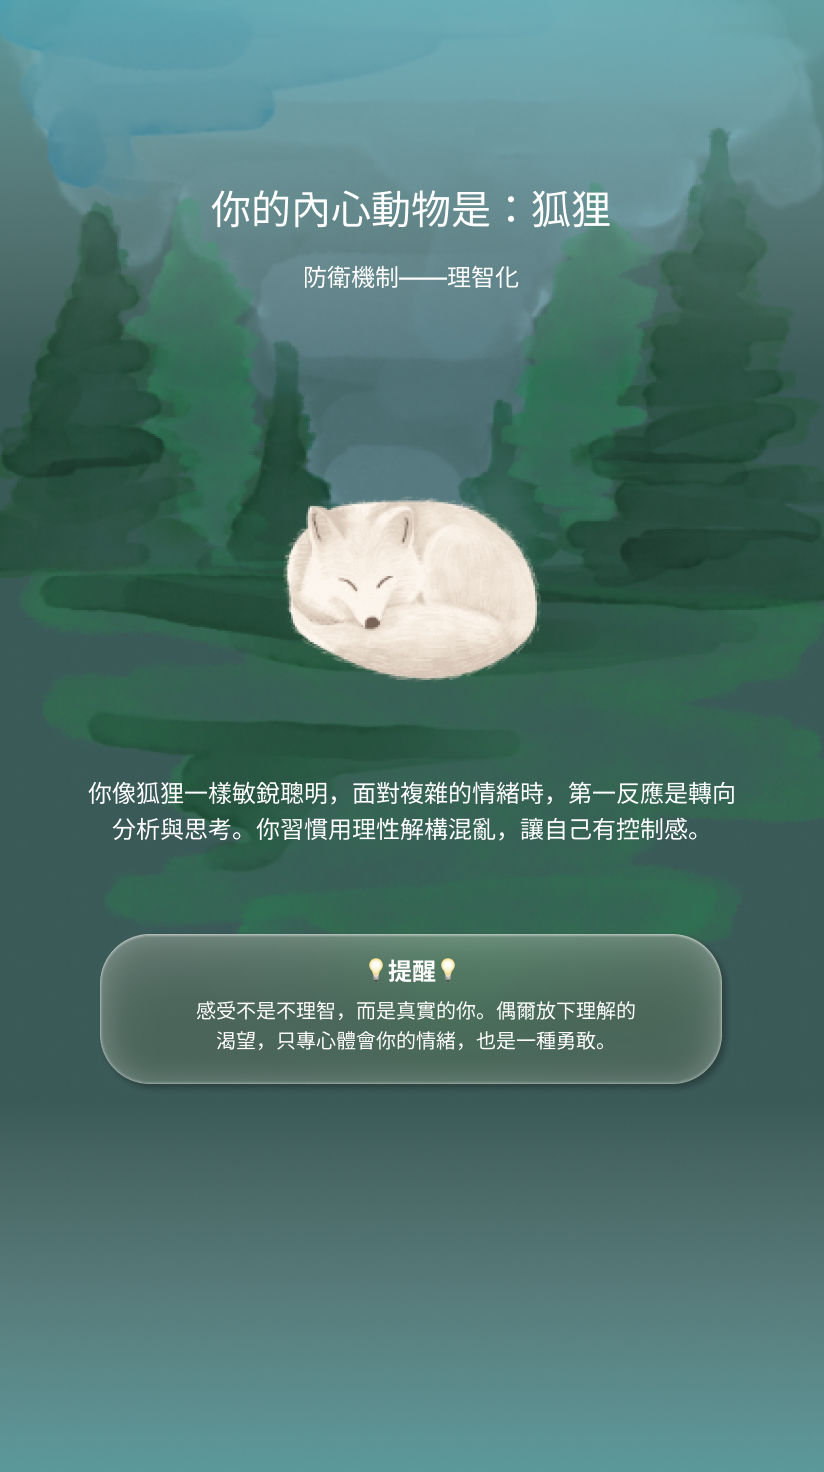 你的內心動物是：狐狸
防衛機制——理智化
你像狐狸一樣敏銳聰明，面對複雜的情緒時，第一反應是轉向
分析與思考。你習慣用理性解構混亂，讓自己有控制感。
💡提醒💡
感受不是不理智，而是真實的你。偶爾放下理解的
渴望，只專心體會你的情緒，也是一種勇敢。